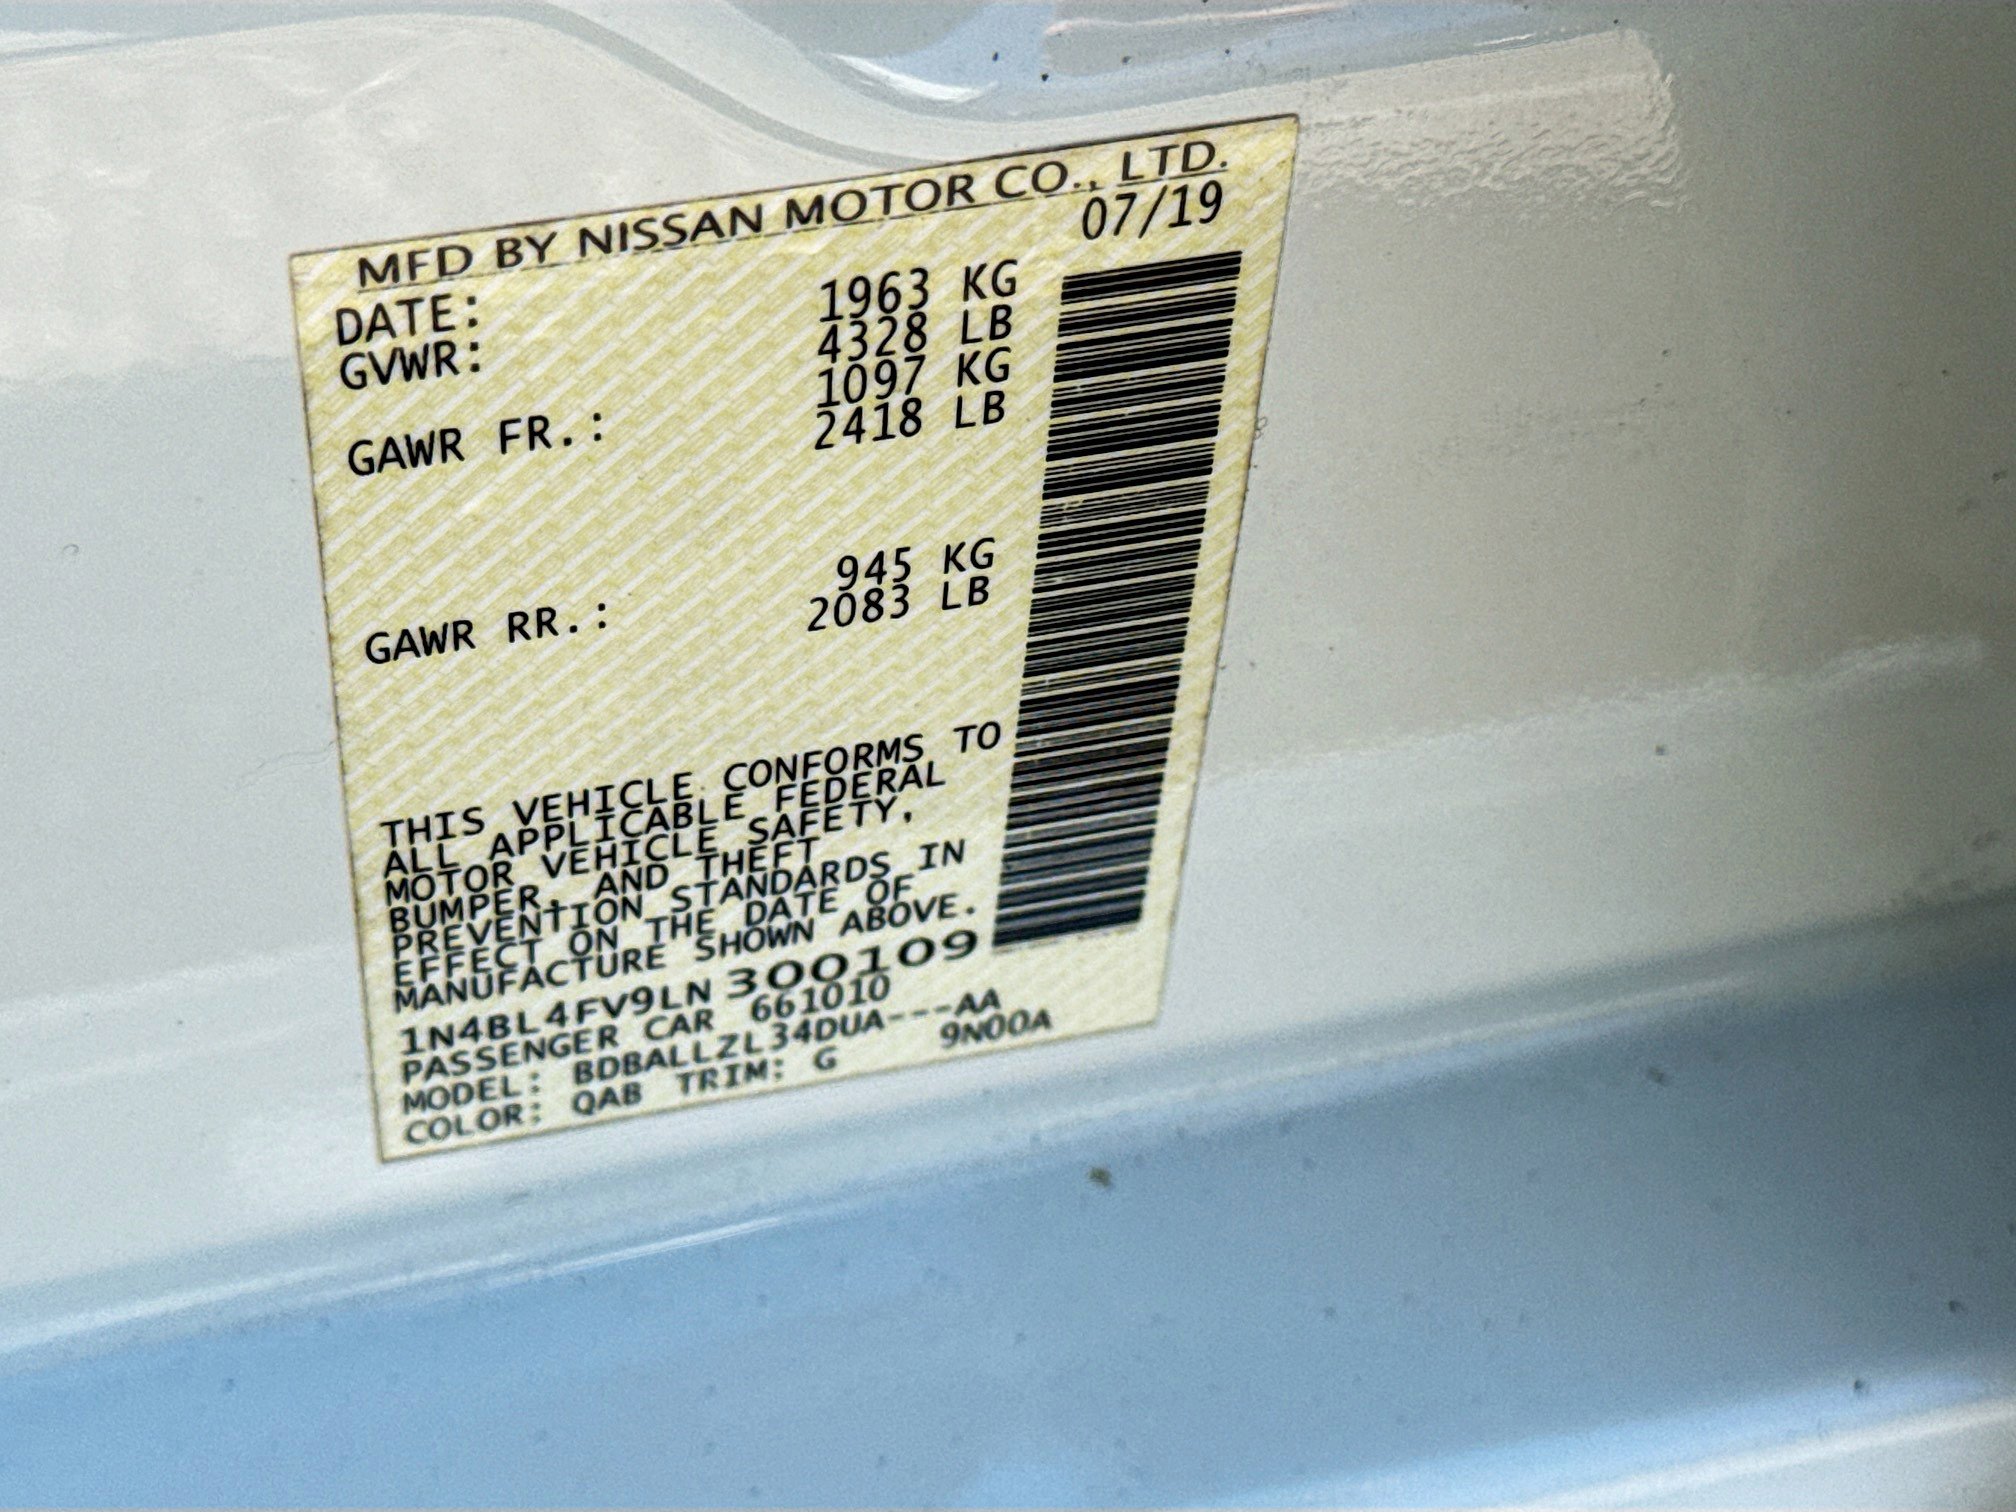 MFD BY NISSAN MOTOR CO., LTD.
DATE: 07/19
GVWR: 1963 KG
4328 LB
GAWR FR.: 1097 KG
2418 LB
GAWR RR.: 945 KG
2083 LB
THIS VEHICLE CONFORMS TO
ALL APPLICABLE FEDERAL
MOTOR VEHICLE SAFETY,
BUMPER, AND THEFT
PREVENTION STANDARDS IN
EFFECT ON THE DATE OF
MANUFACTURE SHOWN ABOVE.
1N4BL4FV9LN300109
PASSENGER CAR 661010
MODEL: BDBALLZL34DUA---AA
COLOR: QAB TRIM: G 9N00A